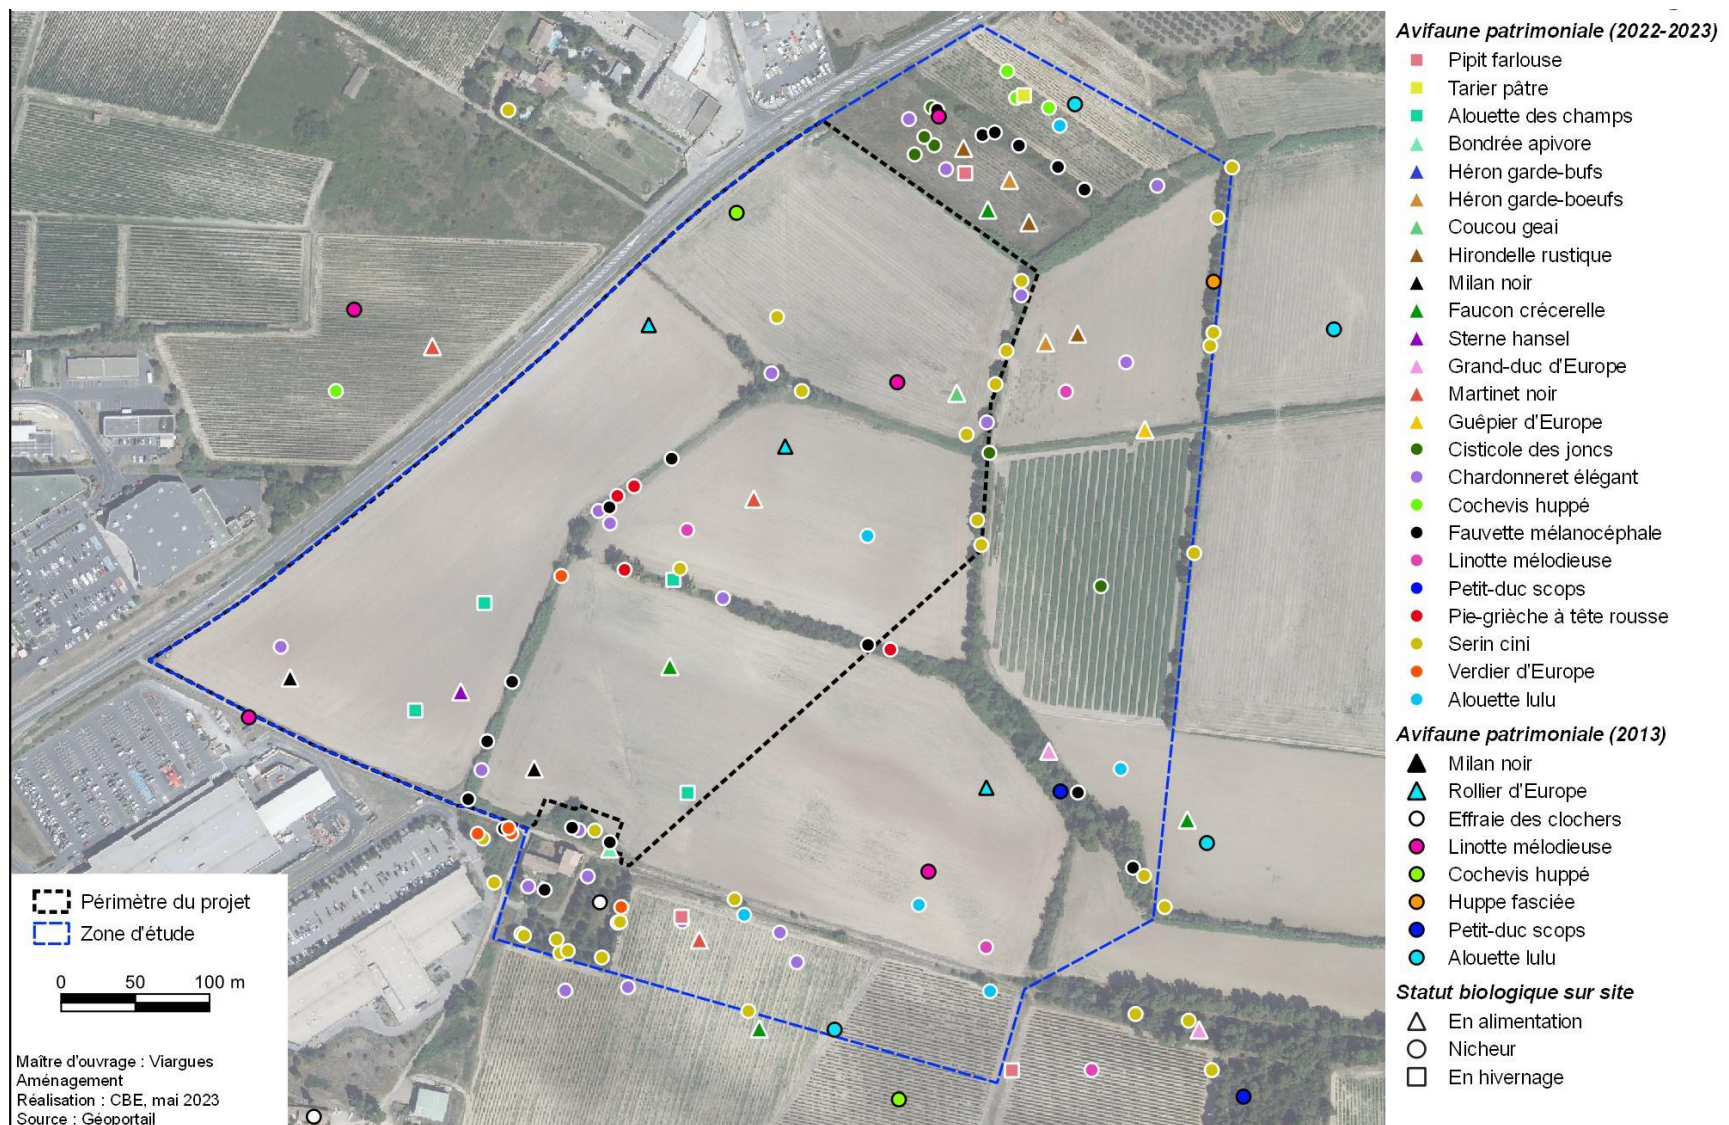 Avifaune patrimoniale (2022-2023)
Pipit farlouse
Tarier pâtre
Alouette des champs
Bondrée apivore
Héron garde-bufs
Héron garde-boeufs
Coucou geai
Hirondelle rustique
Milan noir
Faucon crécerelle
Sterne hansel
Grand-duc d'Europe
Martinet noir
Guêpier d'Europe
Cisticole des joncs
Chardonneret élégant
Cochevis huppé
Fauvette mélanocéphale
Linotte mélodieuse
Petit-duc scops
Pie-grièche à tête rousse
Serin cini
Verdier d'Europe
Alouette lulu
Avifaune patrimoniale (2013)
Milan noir
Rollier d'Europe
Effraie des clochers
Linotte mélodieuse
Cochevis huppé
Huppe fasciée
Petit-duc scops
Alouette lulu
Statut biologique sur site
En alimentation
Nicheur
En hivernage
Périmètre du projet
Zone d'étude
0 50 100 m
Maître d'ouvrage : Viargues
Aménagement
Réalisation : CBE, mai 2023
Source : Géoportail